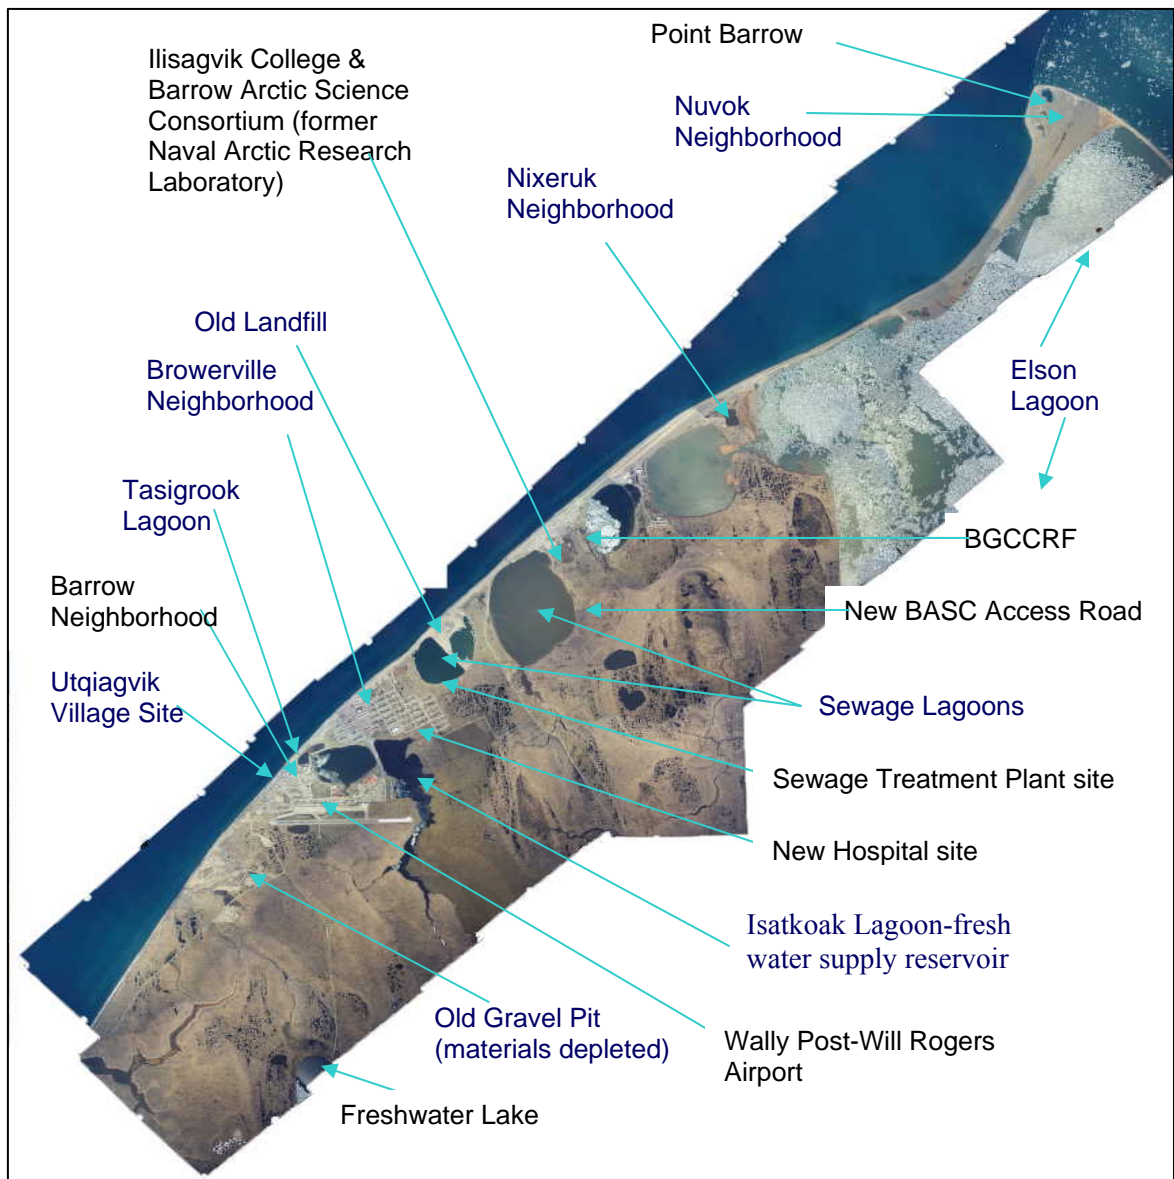 Point Barrow
Ilisagvik College &
Barrow Arctic Science
Consortium (former
Naval Arctic Research
Laboratory)
Nuvok
Neighborhood
Nixeruk
Neighborhood
Old Landfill
Browerville
Neighborhood
Elson
Lagoon
Tasigrook
Lagoon
BGCCRF
Barrow
Neighborhood
New BASC Access Road
Utqiagvik
Village Site
Sewage Lagoons
Sewage Treatment Plant site
New Hospital site
Isatkoak Lagoon-fresh
water supply reservoir
Old Gravel Pit
(materials depleted)
Wally Post-Will Rogers
Airport
Freshwater Lake